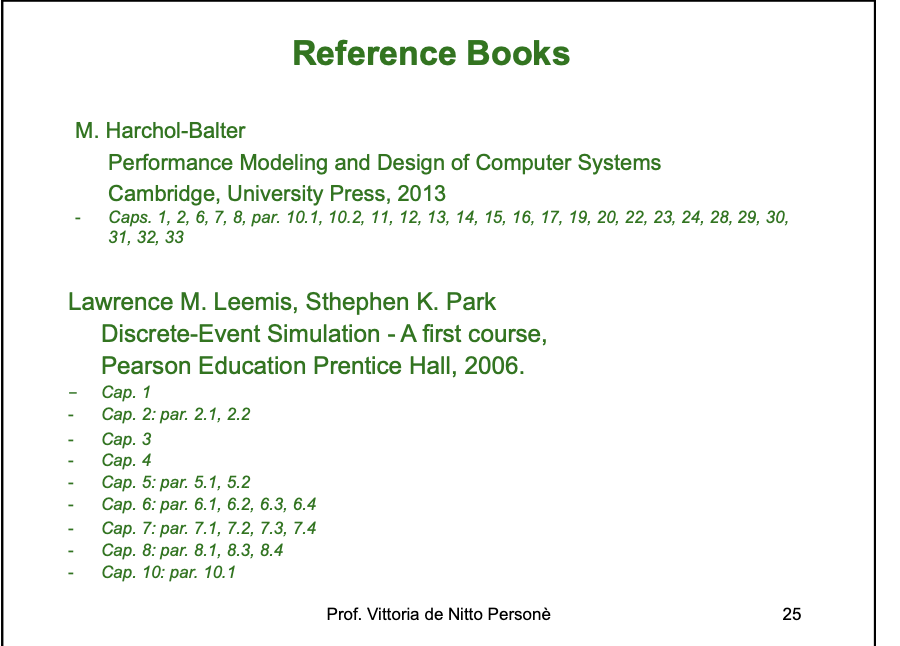 Reference Books
M. Harchol-Balter
Performance Modeling and Design of Computer Systems
Cambridge, University Press, 2013
- Caps. 1, 2, 6, 7, 8, par. 10.1, 10.2, 11, 12, 13, 14, 15, 16, 17, 19, 20, 22, 23, 24, 28, 29, 30,
31, 32, 33
Lawrence M. Leemis, Sthephen K. Park
Discrete-Event Simulation - A first course,
Pearson Education Prentice Hall, 2006.
– Cap. 1
- Cap. 2: par. 2.1, 2.2
- Cap. 3
- Cap. 4
- Cap. 5: par. 5.1, 5.2
- Cap. 6: par. 6.1, 6.2, 6.3, 6.4
- Cap. 7: par. 7.1, 7.2, 7.3, 7.4
- Cap. 8: par. 8.1, 8.3, 8.4
- Cap. 10: par. 10.1
Prof. Vittoria de Nitto Personè 25